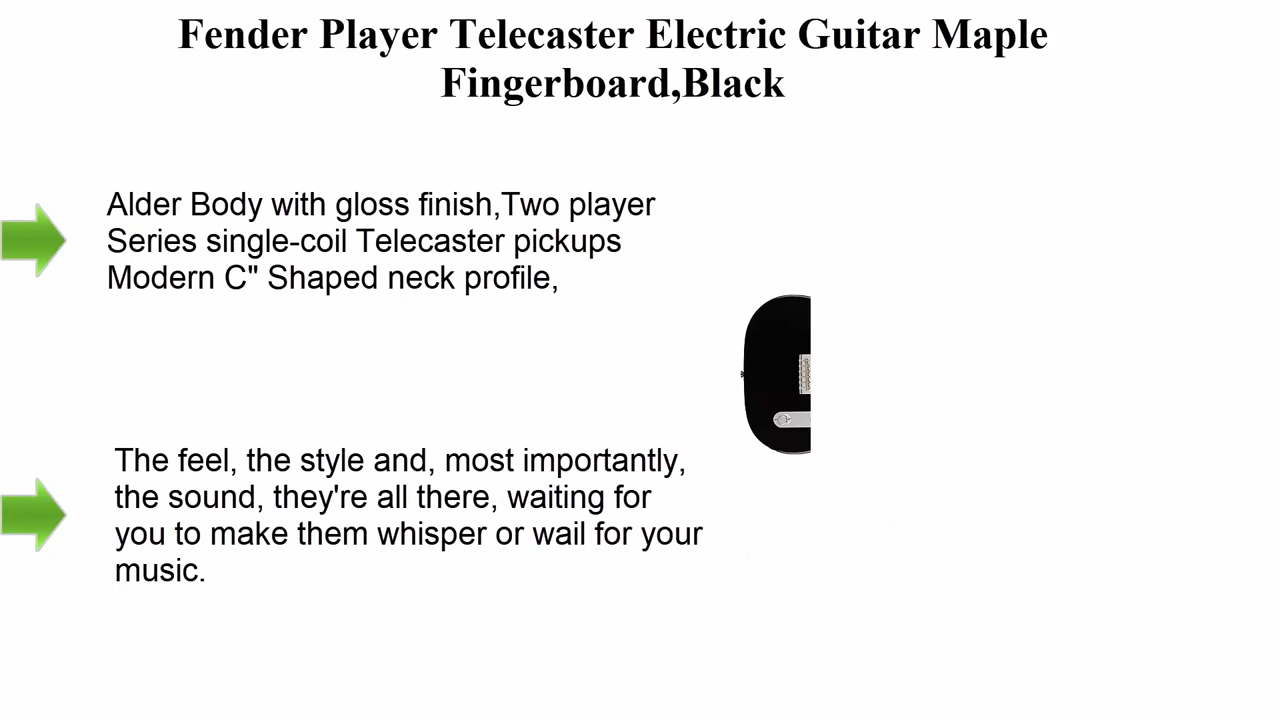 Fender Player Telecaster Electric Guitar Maple
Fingerboard,Black
Alder Body with gloss finish,Two player
Series single-coil Telecaster pickups
Modern C" Shaped neck profile,
The feel, the style and, most importantly,
the sound, they're all there, waiting for
you to make them whisper or wail for your
music.